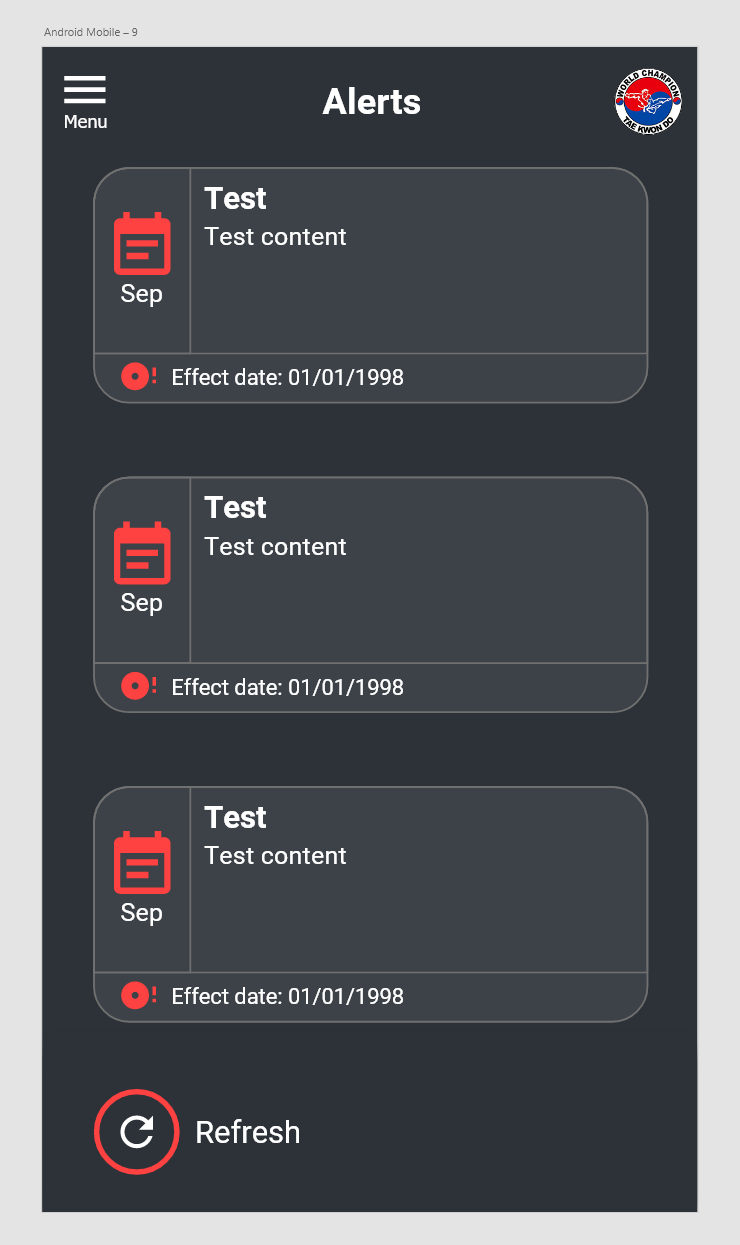 Android Mobile – 9
Menu
Alerts
WORLD CHAMPION
TAE KWON DO
Test
Test content
Sep
Effect date: 01/01/1998
Test
Test content
Sep
Effect date: 01/01/1998
Test
Test content
Sep
Effect date: 01/01/1998
Refresh